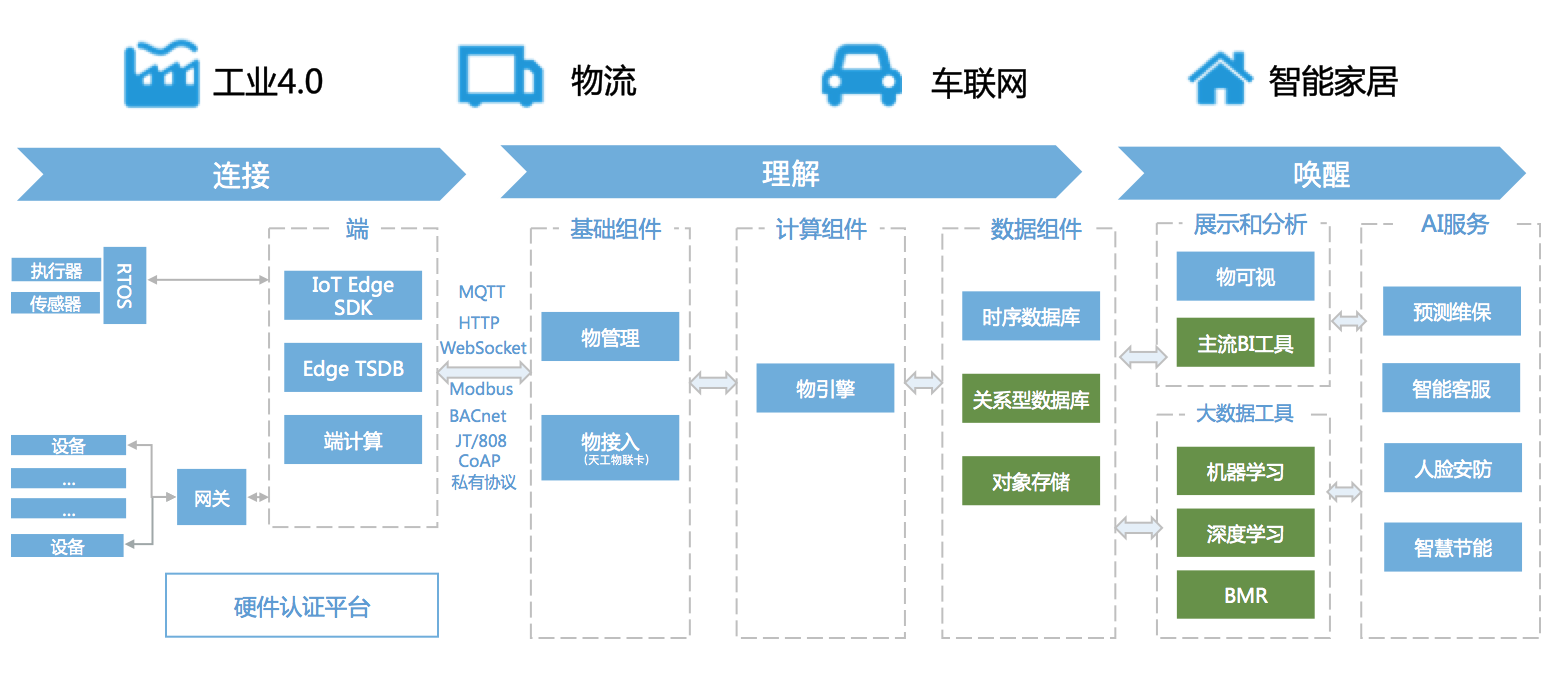 工业4.0
物流
车联网
智能家居
连接
理解
唤醒
端
基础组件
计算组件
数据组件
展示和分析
AI服务
执行器
传感器
RTOS
IoT Edge
SDK
Edge TSDB
端计算
设备
...
...
设备
网关
硬件认证平台
MQTT
HTTP
WebSocket
Modbus
BACnet
JT/808
CoAP
私有协议
物管理
物接入
（天工物联卡）
物引擎
时序数据库
关系型数据库
对象存储
物可视
主流BI工具
大数据工具
机器学习
深度学习
BMR
预测维保
智能客服
人脸安防
智慧节能